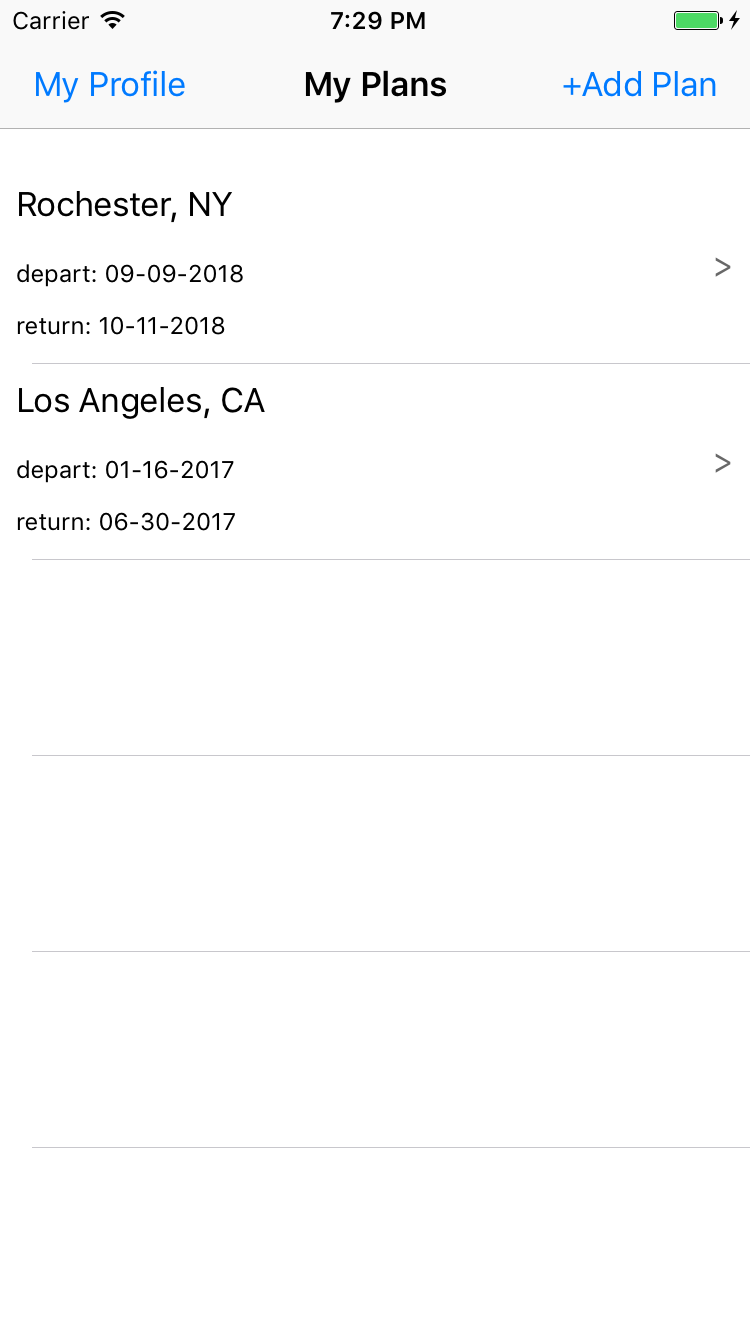 Carrier 7:29 PM
My Profile My Plans +Add Plan
Rochester, NY
depart: 09-09-2018
>
return: 10-11-2018
Los Angeles, CA
depart: 01-16-2017
>
return: 06-30-2017